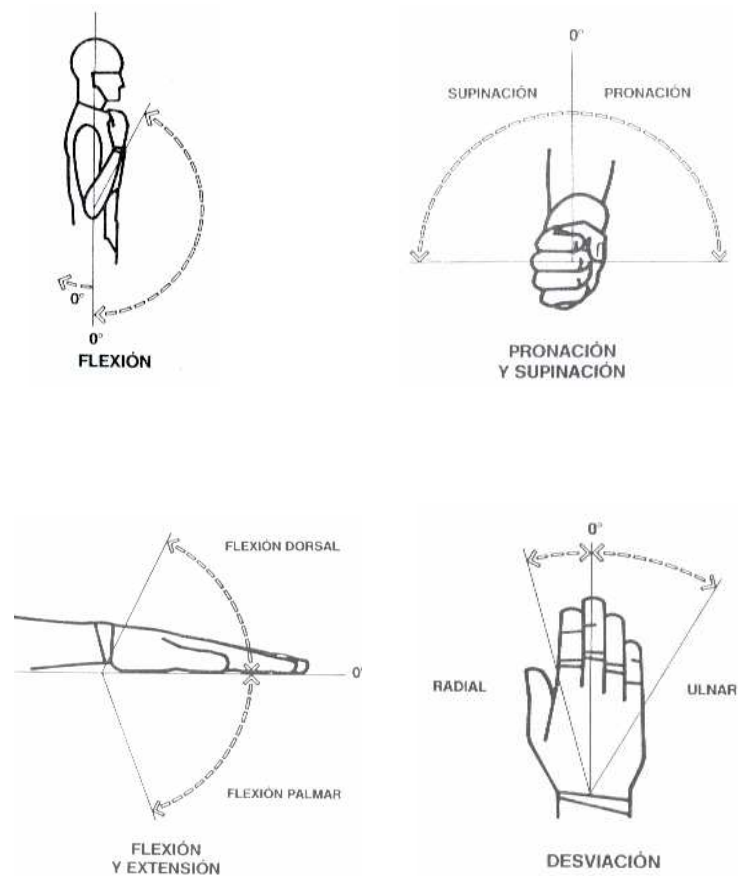 0°
0°
FLEXIÓN
0°
SUPINACIÓN PRONACIÓN
PRONACIÓN
Y SUPINACIÓN
FLEXIÓN DORSAL
0°
FLEXIÓN PALMAR
FLEXIÓN
Y EXTENSIÓN
0°
RADIAL ULNAR
DESVIACIÓN